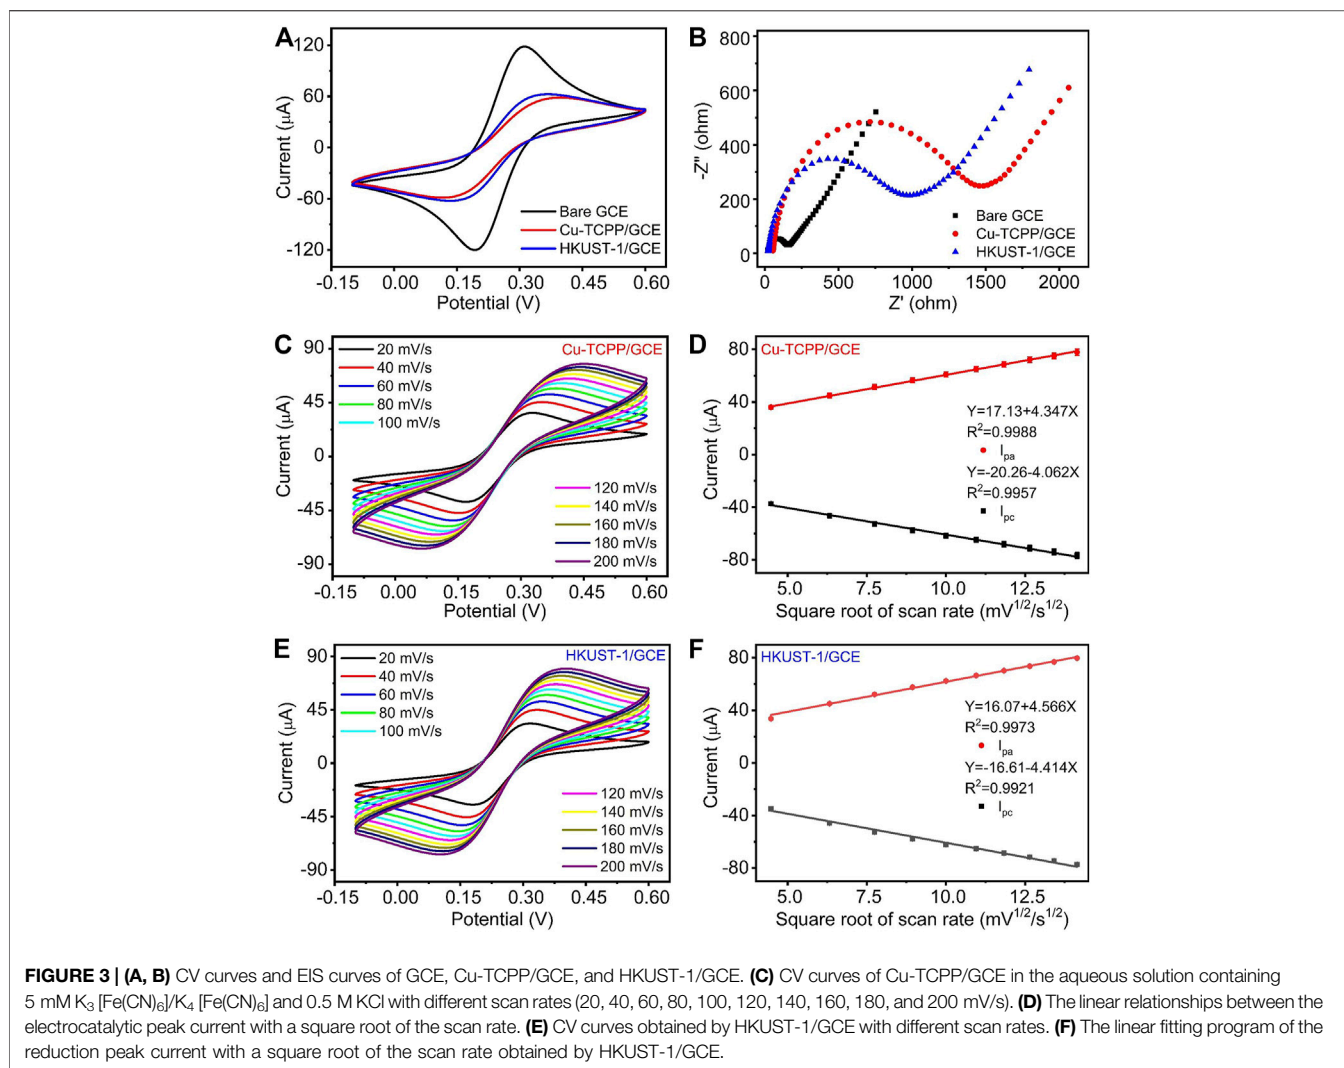 A
120
60
0
-60
-120
Current (μA)
Bare GCE
Cu-TCPP/GCE
HKUST-1/GCE
-0.15 0.00 0.15 0.30 0.45 0.60
Potential (V)
B
800
600
400
200
0
-Z" (ohm)
Bare GCE
Cu-TCPP/GCE
HKUST-1/GCE
0 500 1000 1500 2000
Z' (ohm)
C
90
45
0
-45
-90
Current (μA)
20 mV/s
40 mV/s
60 mV/s
80 mV/s
100 mV/s
Cu-TCPP/GCE
120 mV/s
140 mV/s
160 mV/s
180 mV/s
200 mV/s
-0.15 0.00 0.15 0.30 0.45 0.60
Potential (V)
D
80
40
0
-40
-80
Current (μA)
Cu-TCPP/GCE
Y=17.13+4.347X
R²=0.9988
Ipa
Y=-20.26-4.062X
R²=0.9957
Ipc
5.0 7.5 10.0 12.5
Square root of scan rate (mV1/2/s1/2)
E
90
45
0
-45
-90
Current (μA)
20 mV/s
40 mV/s
60 mV/s
80 mV/s
100 mV/s
HKUST-1/GCE
120 mV/s
140 mV/s
160 mV/s
180 mV/s
200 mV/s
-0.15 0.00 0.15 0.30 0.45 0.60
Potential (V)
F
80
40
0
-40
-80
Current (μA)
HKUST-1/GCE
Y=16.07+4.566X
R²=0.9973
Ipa
Y=-16.61-4.414X
R²=0.9921
Ipc
5.0 7.5 10.0 12.5
Square root of scan rate (mV1/2/s1/2)
FIGURE 3 | (A, B) CV curves and EIS curves of GCE, Cu-TCPP/GCE, and HKUST-1/GCE. (C) CV curves of Cu-TCPP/GCE in the aqueous solution containing
5 mM K3 [Fe(CN)6]/K4 [Fe(CN)6] and 0.5 M KCl with different scan rates (20, 40, 60, 80, 100, 120, 140, 160, 180, and 200 mV/s). (D) The linear relationships between the
electrocatalytic peak current with a square root of the scan rate. (E) CV curves obtained by HKUST-1/GCE with different scan rates. (F) The linear fitting program of the
reduction peak current with a square root of the scan rate obtained by HKUST-1/GCE.